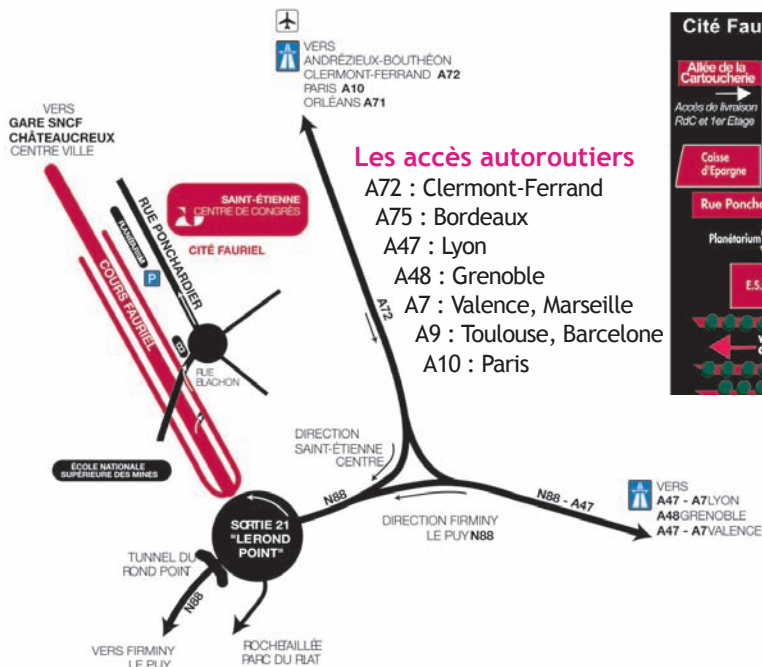 VERS
ANDRÉZIEUX-BOUTHÉON
CLERMONT-FERRAND A72
PARIS A10
ORLÉANS A71
VERS
GARE SNCF
CHÂTEAUCREUX
CENTRE VILLE
SAINT-ÉTIENNE
CENTRE DE CONGRÈS
CITÉ FAURIEL
RUE PONCHARDIER
P
COURS FAURIEL
RUE
ÉCOLE NATIONALE
SUPÉRIEURE DES MINES
Les accès autoroutiers
A72 : Clermont-Ferrand
A75 : Bordeaux
A47 : Lyon
A48 : Grenoble
A7 : Valence, Marseille
A9 : Toulouse, Barcelone
A10 : Paris
A72
DIRECTION
SAINT-ÉTIENNE
CENTRE
N88
N88 - A47
DIRECTION FIRMINY
LE PUY N88
VERS
A47 - A7 LYON
A48 GRENOBLE
A47 - A7 VALENCE
SORTIE 21
"LE ROND
POINT"
TUNNEL DU
ROND POINT
N88
VERS FIRMINY
LE PUY
PARC DU
Cité Fau
Allée de la
Cartoucherie
Accès de livraison
RdC et 1er Etage
Caisse
d'Epargne
Rue Poncha
Planétarium
E.S.